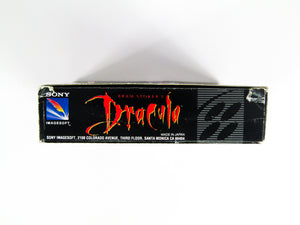 SONY
IMAGESOFT
BRAM STOKER'S
Dracula
MADE IN JAPAN
SONY IMAGESOFT, 2100 COLORADO AVENUE, THIRD FLOOR, SANTA MONICA CA 90404